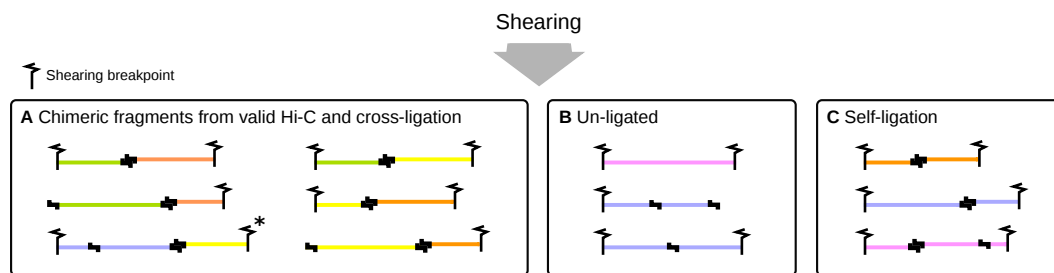 Shearing
Shearing breakpoint
A Chimeric fragments from valid Hi-C and cross-ligation
B Un-ligated
C Self-ligation
*